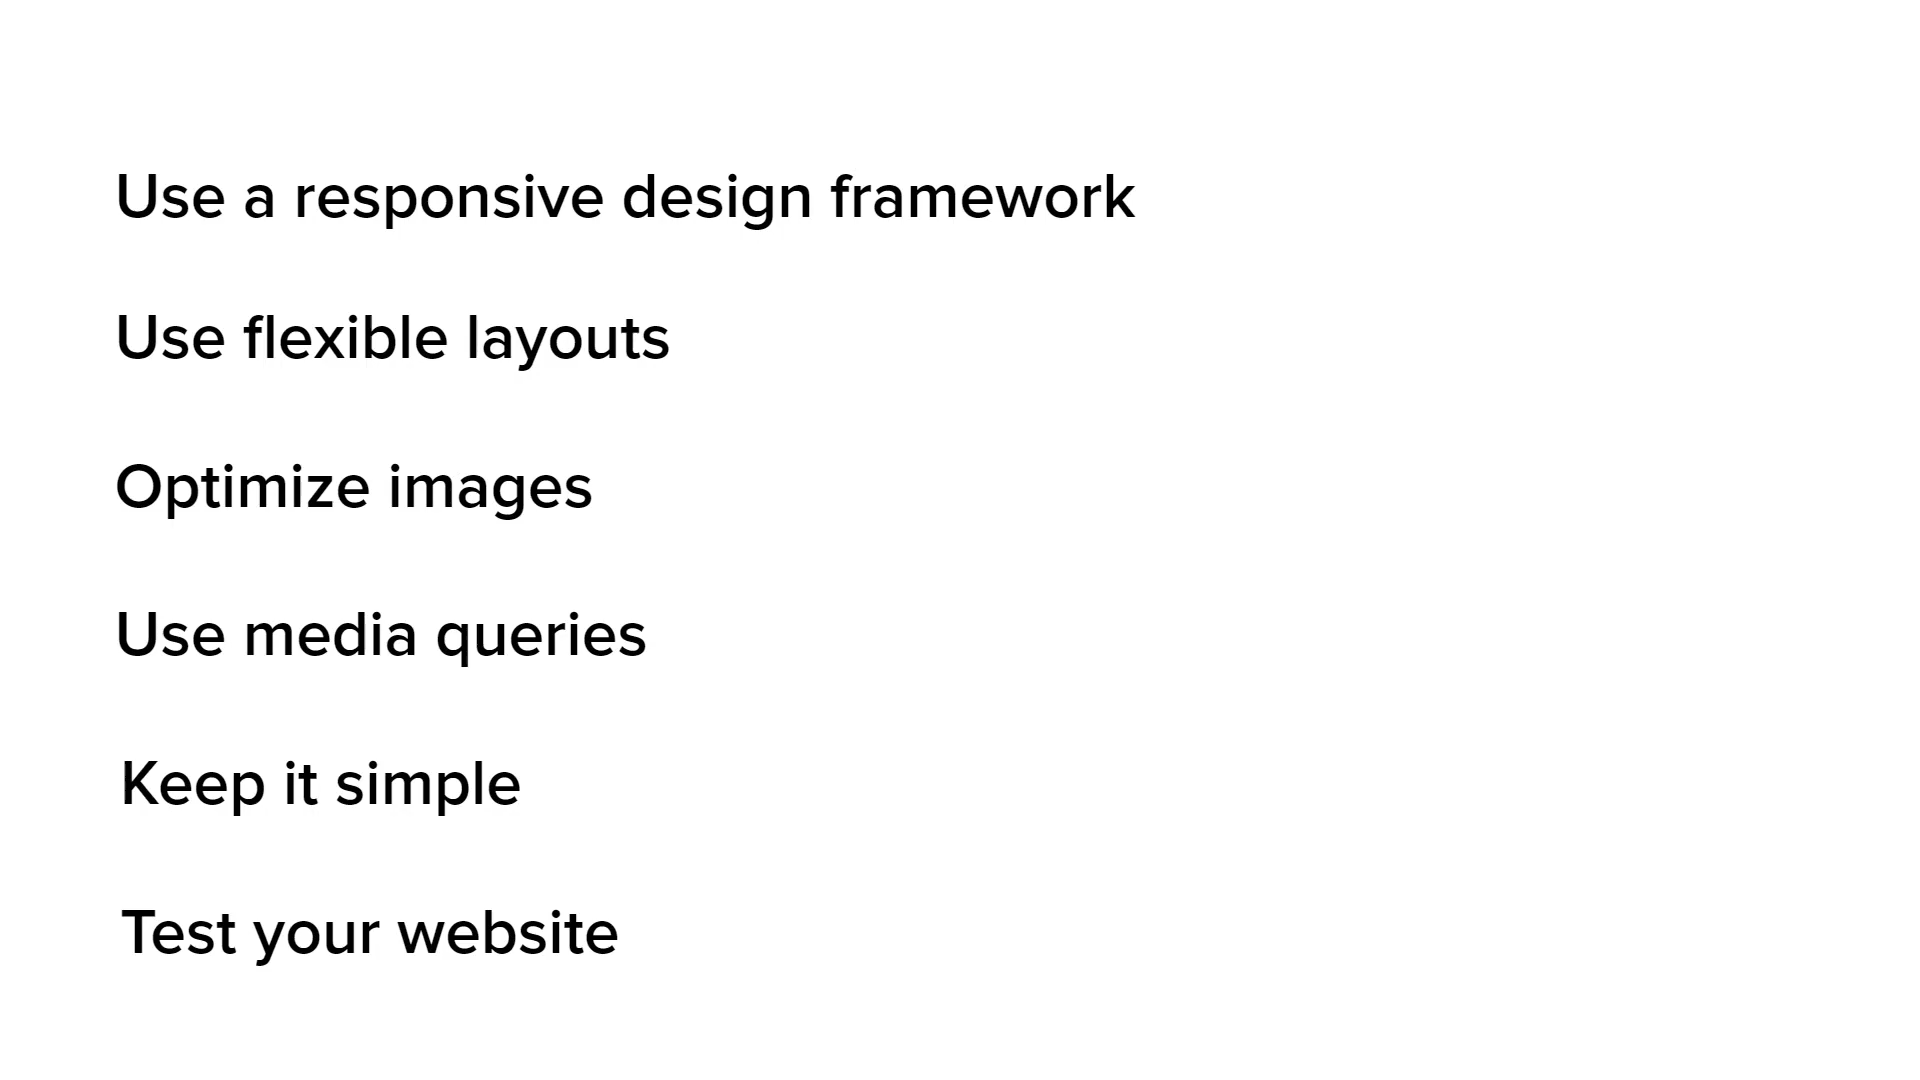 Use a responsive design framework
Use flexible layouts
Optimize images
Use media queries
Keep it simple
Test your website